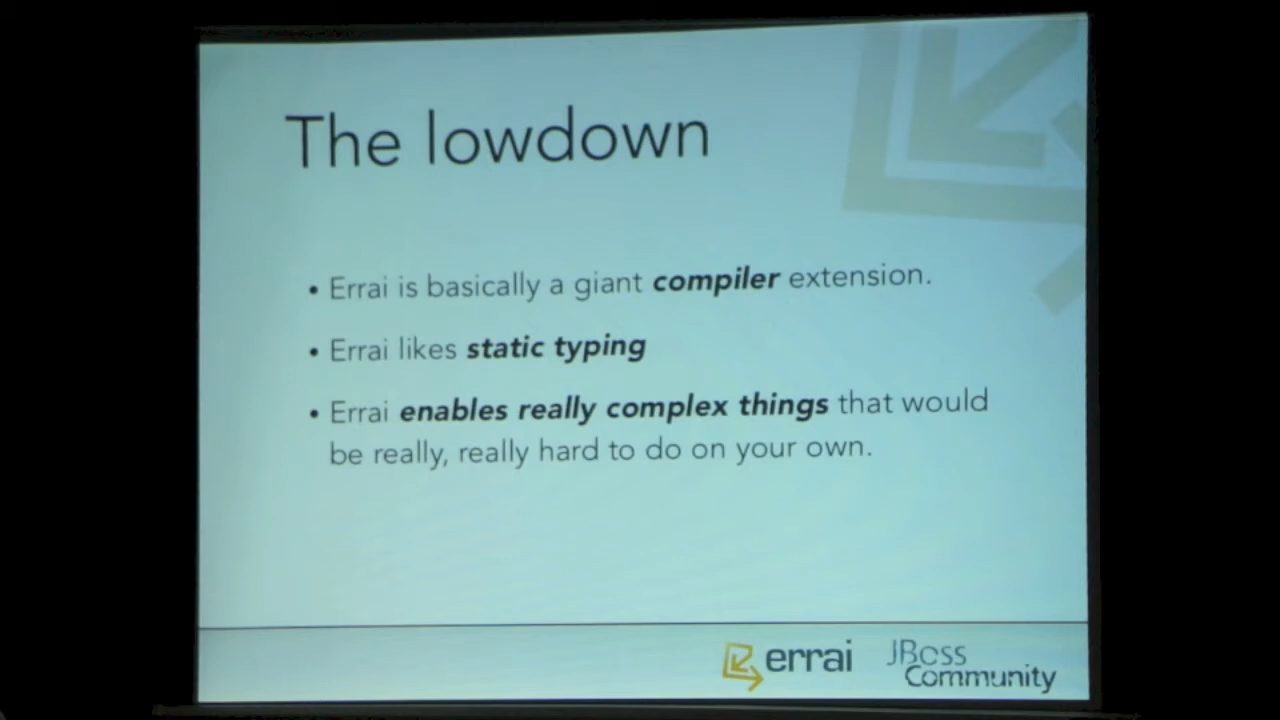 The lowdown
• Errai is basically a giant compiler extension.
• Errai likes static typing
• Errai enables really complex things that would
be really, really hard to do on your own.
errai
JBoss
Community